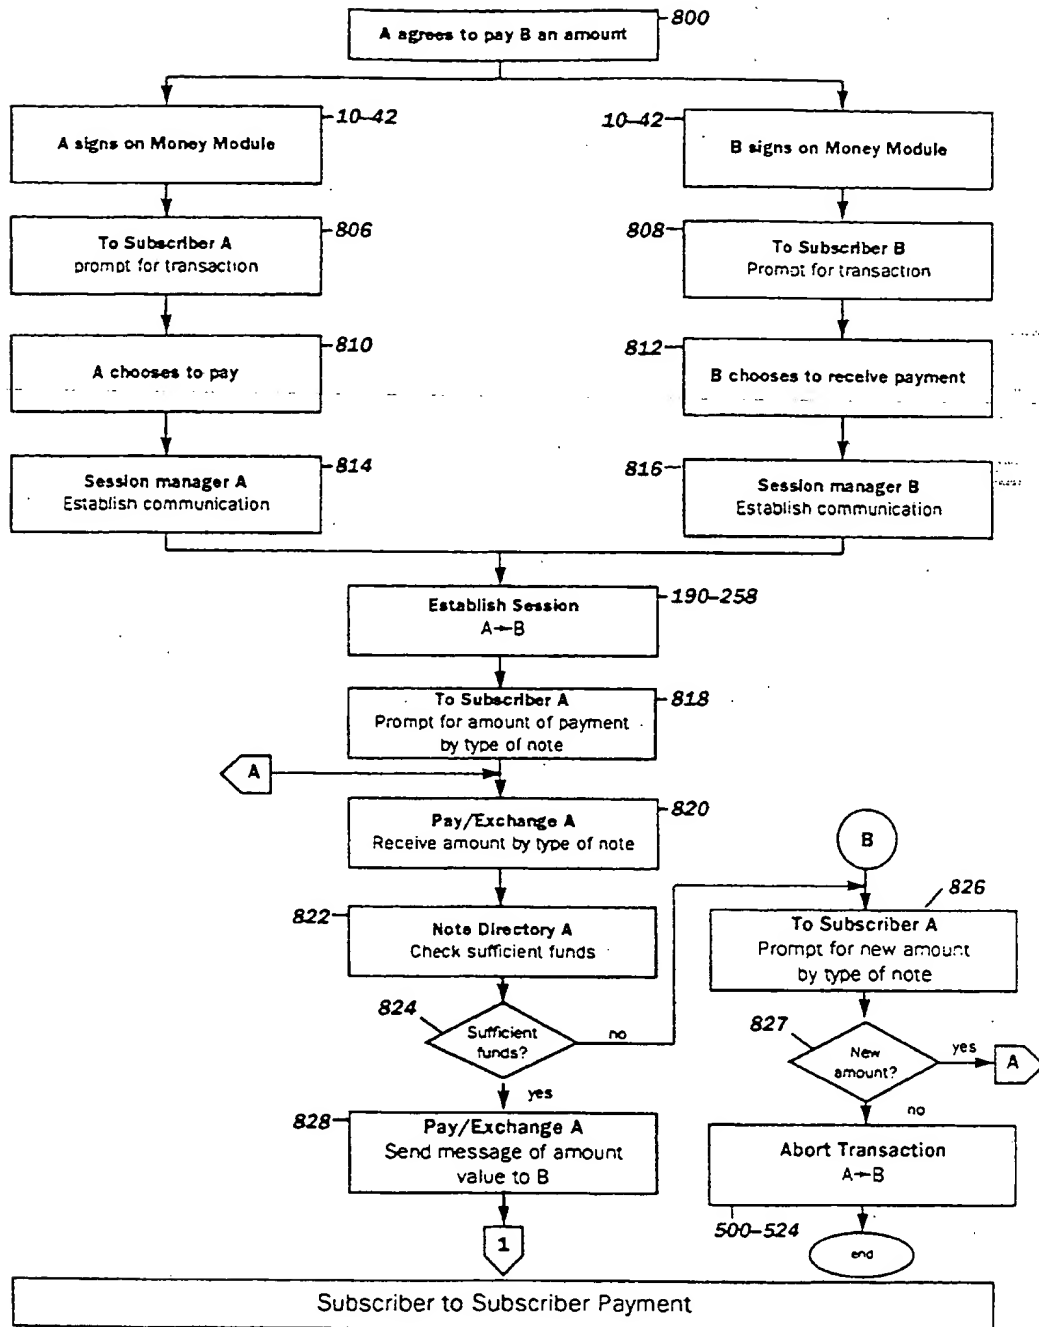 A agrees to pay B an amount
800
A signs on Money Module
10-42
10-42
B signs on Money Module
To Subscriber A
prompt for transaction
806
808
To Subscriber B
Prompt for transaction
A chooses to pay
810
812
B chooses to receive payment
Session manager A
Establish communication
814
816
Session manager B
Establish communication
Establish Session
A→B
190-258
To Subscriber A
Prompt for amount of payment
by type of note
818
A
Pay/Exchange A
Receive amount by type of note
820
822
Note Directory A
Check sufficient funds
824
Sufficient
funds?
no
yes
828
Pay/Exchange A
Send message of amount
value to B
1
B
826
To Subscriber A
Prompt for new amount
by type of note
827
New
amount?
yes
A
no
Abort Transaction
A→B
500-524
end
Subscriber to Subscriber Payment